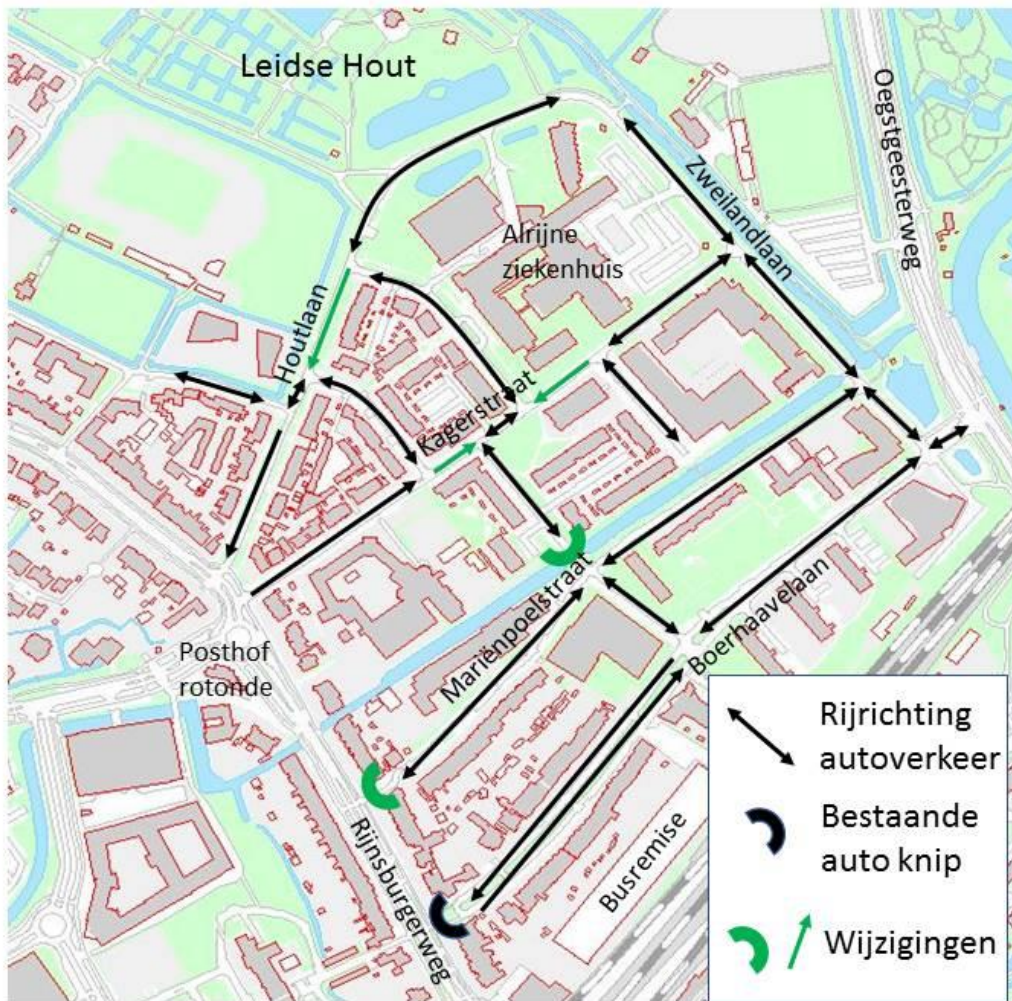 Leidse Hout
Oegstgeesterweg
Zweilandlaan
Alrijne
ziekenhuis
Houtlaan
Kagerstraat
Mariënpoelstraat
Boerhaavelaan
Posthof
rotonde
Rijnsburgerweg
Busremise
Rijrichting
autoverkeer
Bestaande
auto knip
Wijzigingen